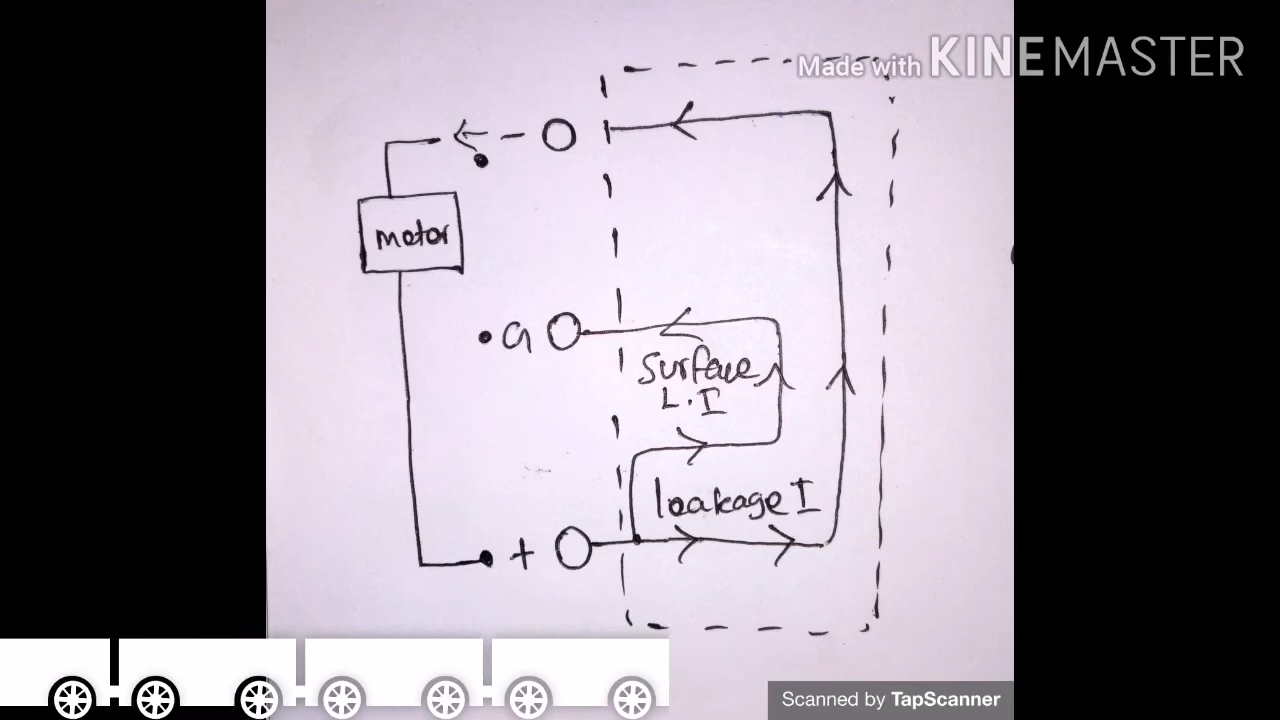 Made with KINEMASTER
motor
G
surface
L.I
leakage I
+
Scanned by TapScanner